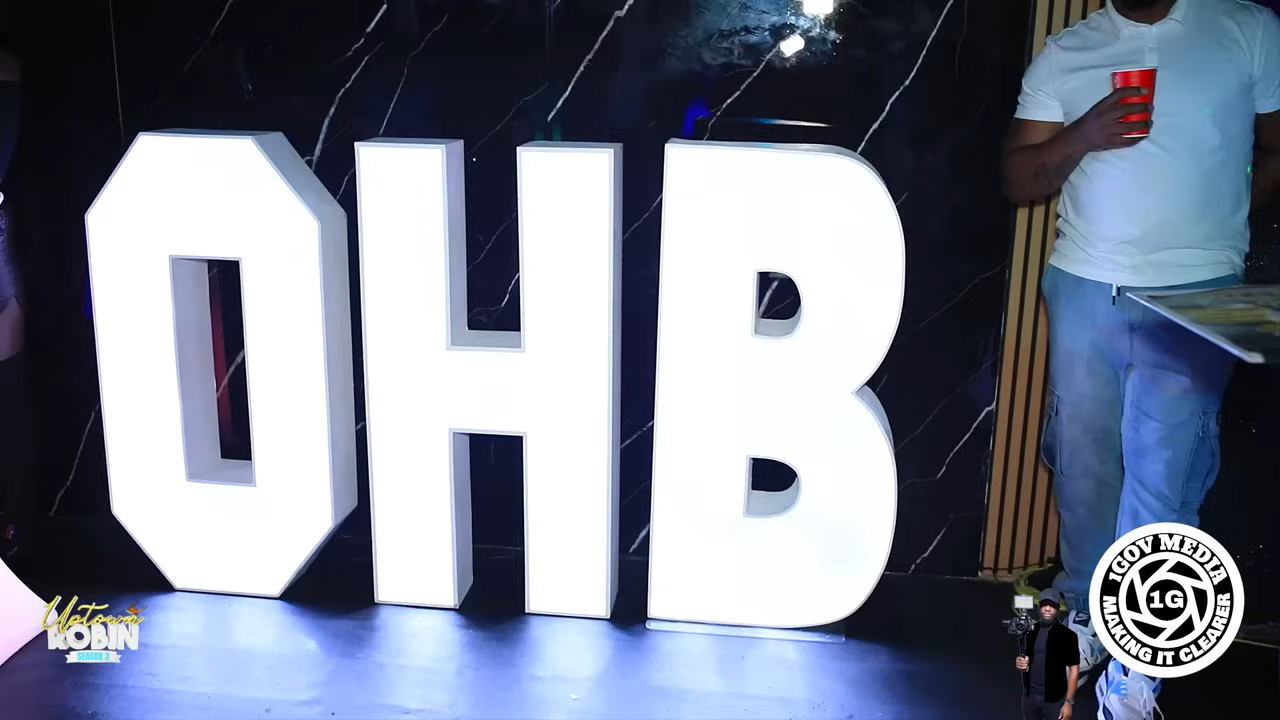 OHB
Uptown
ROBIN
SEASON 3
1GOV MEDIA
1G
MAKING IT CLEARER